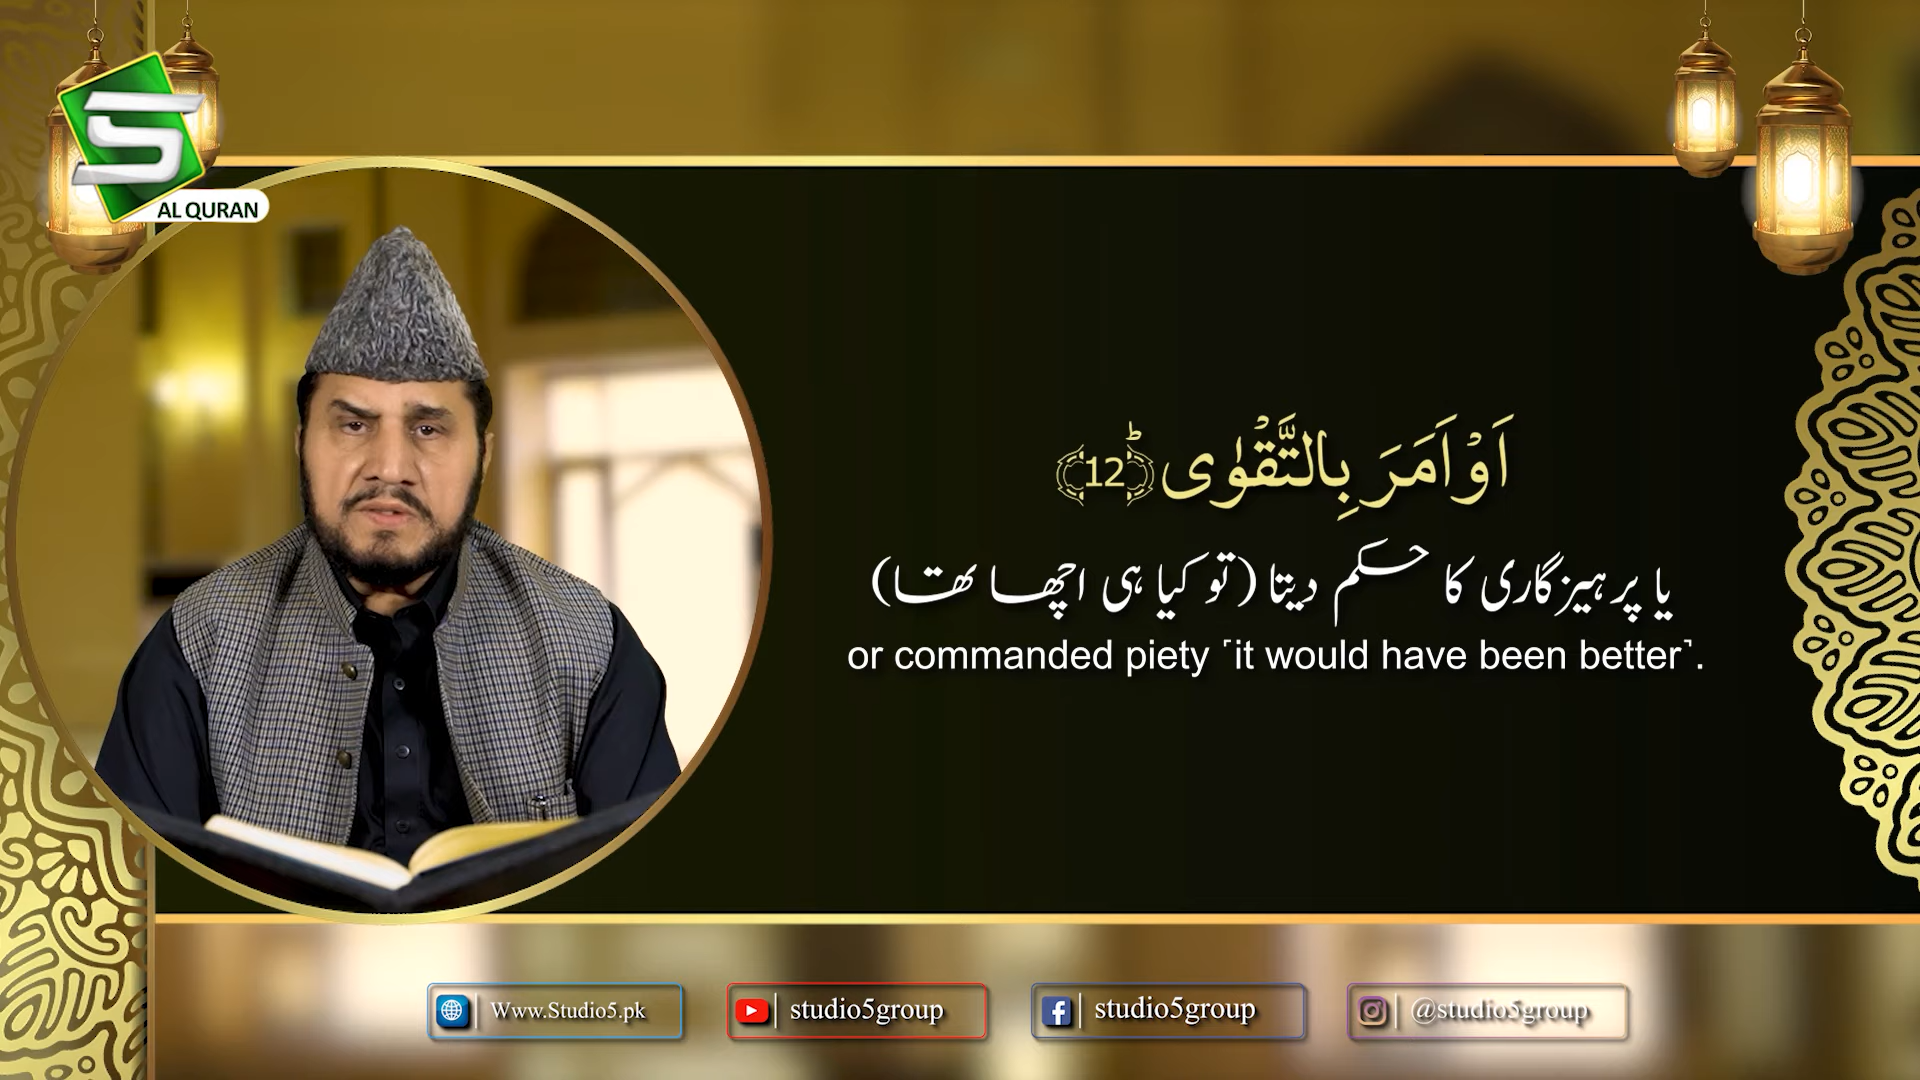 5
AL QURAN
اَوۡ اَمَرَ بِالتَّقۡوٰىؕ ﴿12﴾
یا پرہیزگاری کا حکم دیتا (تو کیا ہی اچھا تھا)
or commanded piety ˹it would have been better˺.
Www.Studio5.pk
studio5group
studio5group
@studio5group